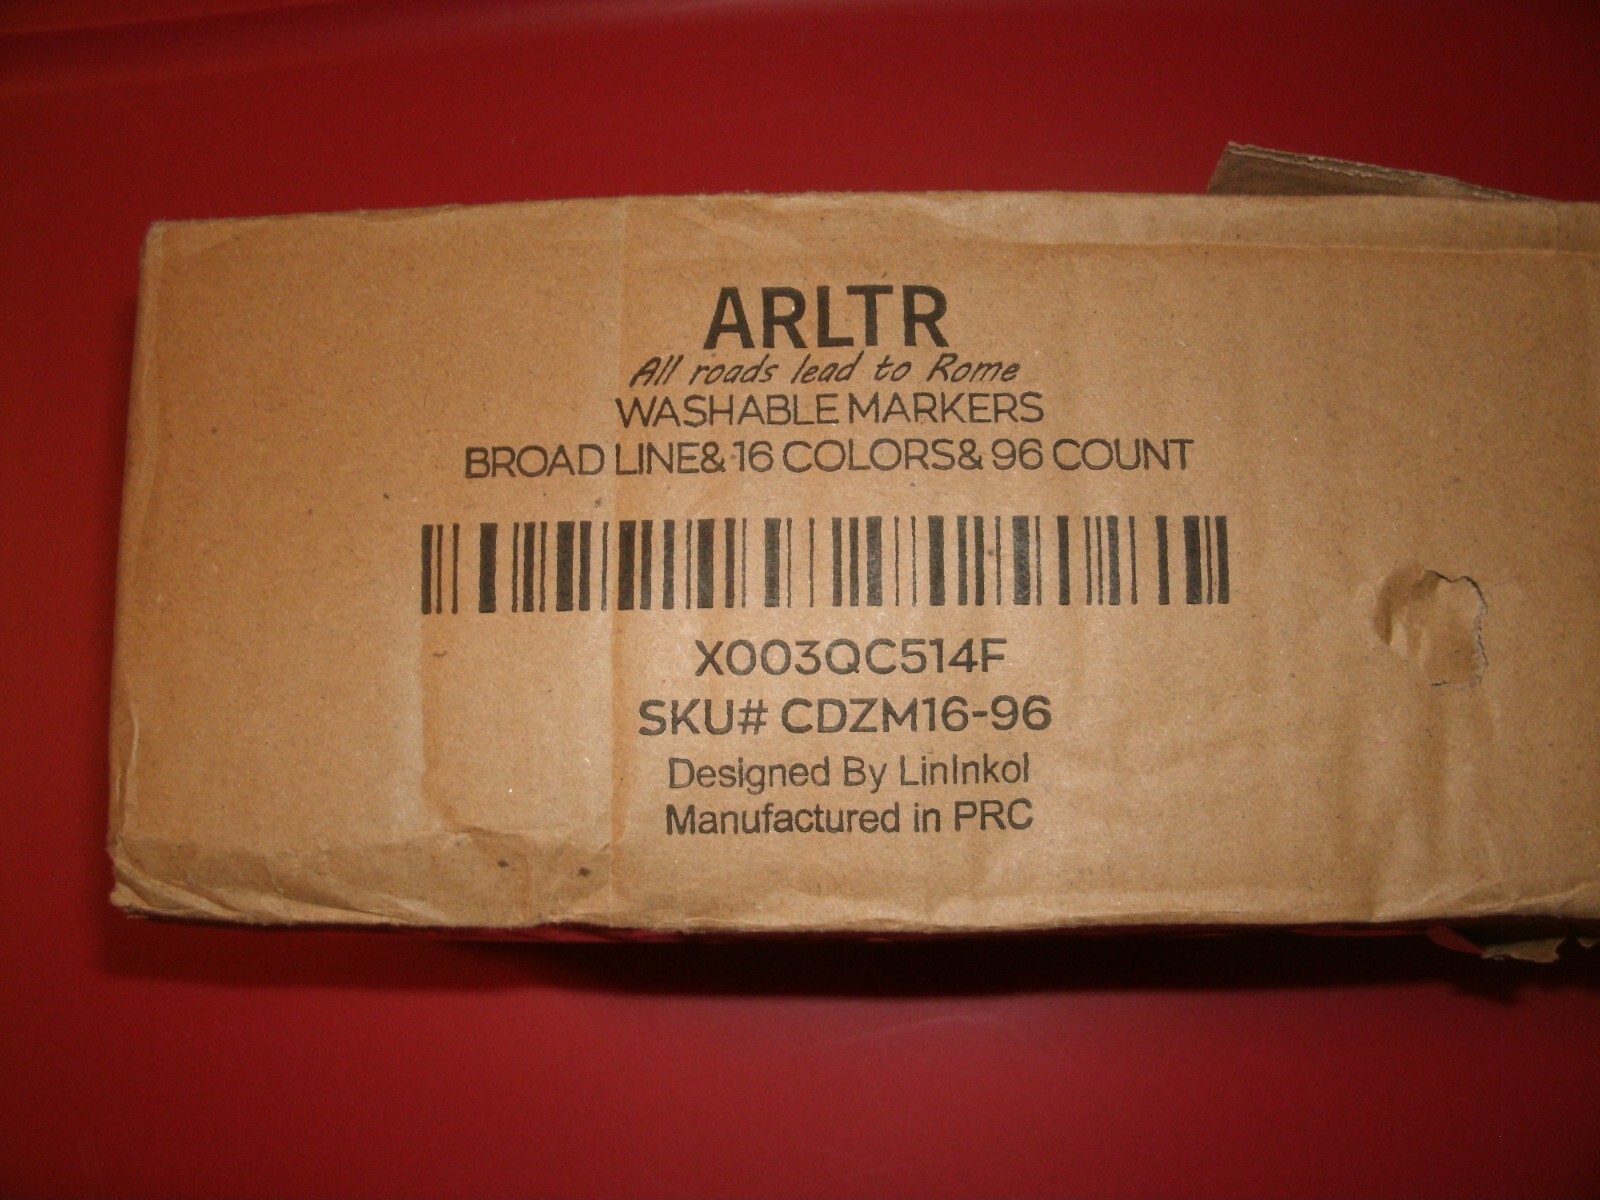 ARLTR
All roads lead to Rome
WASHABLE MARKERS
BROAD LINE& 16 COLORS& 96 COUNT
X003QC514F
SKU# CDZM16-96
Designed By LinInkol
Manufactured in PRC